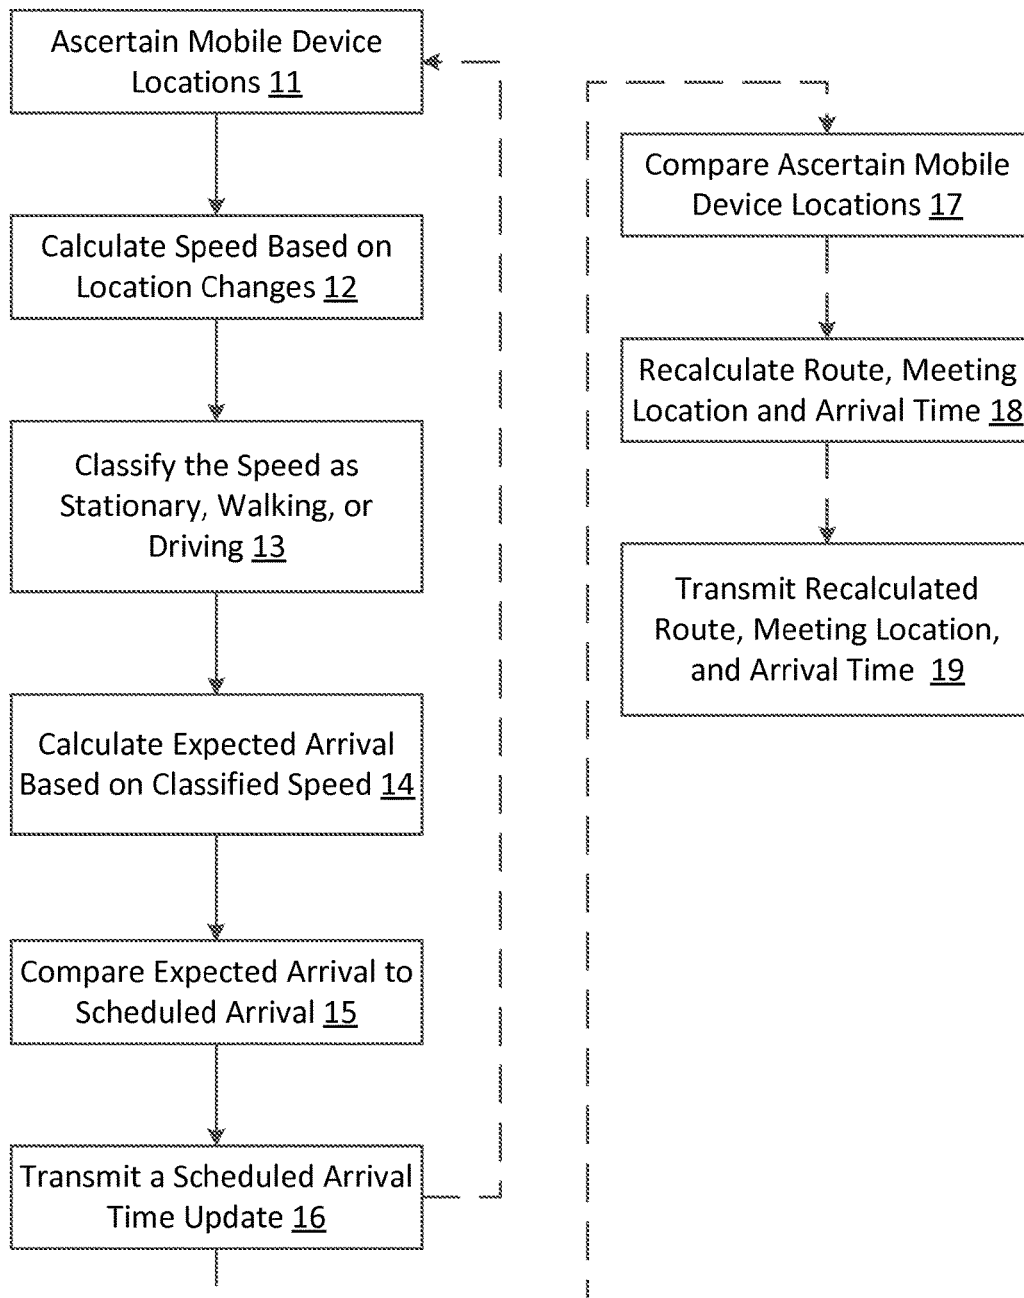 Ascertain Mobile Device
Locations 11
Calculate Speed Based on
Location Changes 12
Classify the Speed as
Stationary, Walking, or
Driving 13
Calculate Expected Arrival
Based on Classified Speed 14
Compare Expected Arrival to
Scheduled Arrival 15
Transmit a Scheduled Arrival
Time Update 16
Compare Ascertain Mobile
Device Locations 17
Recalculate Route, Meeting
Location and Arrival Time 18
Transmit Recalculated
Route, Meeting Location,
and Arrival Time 19